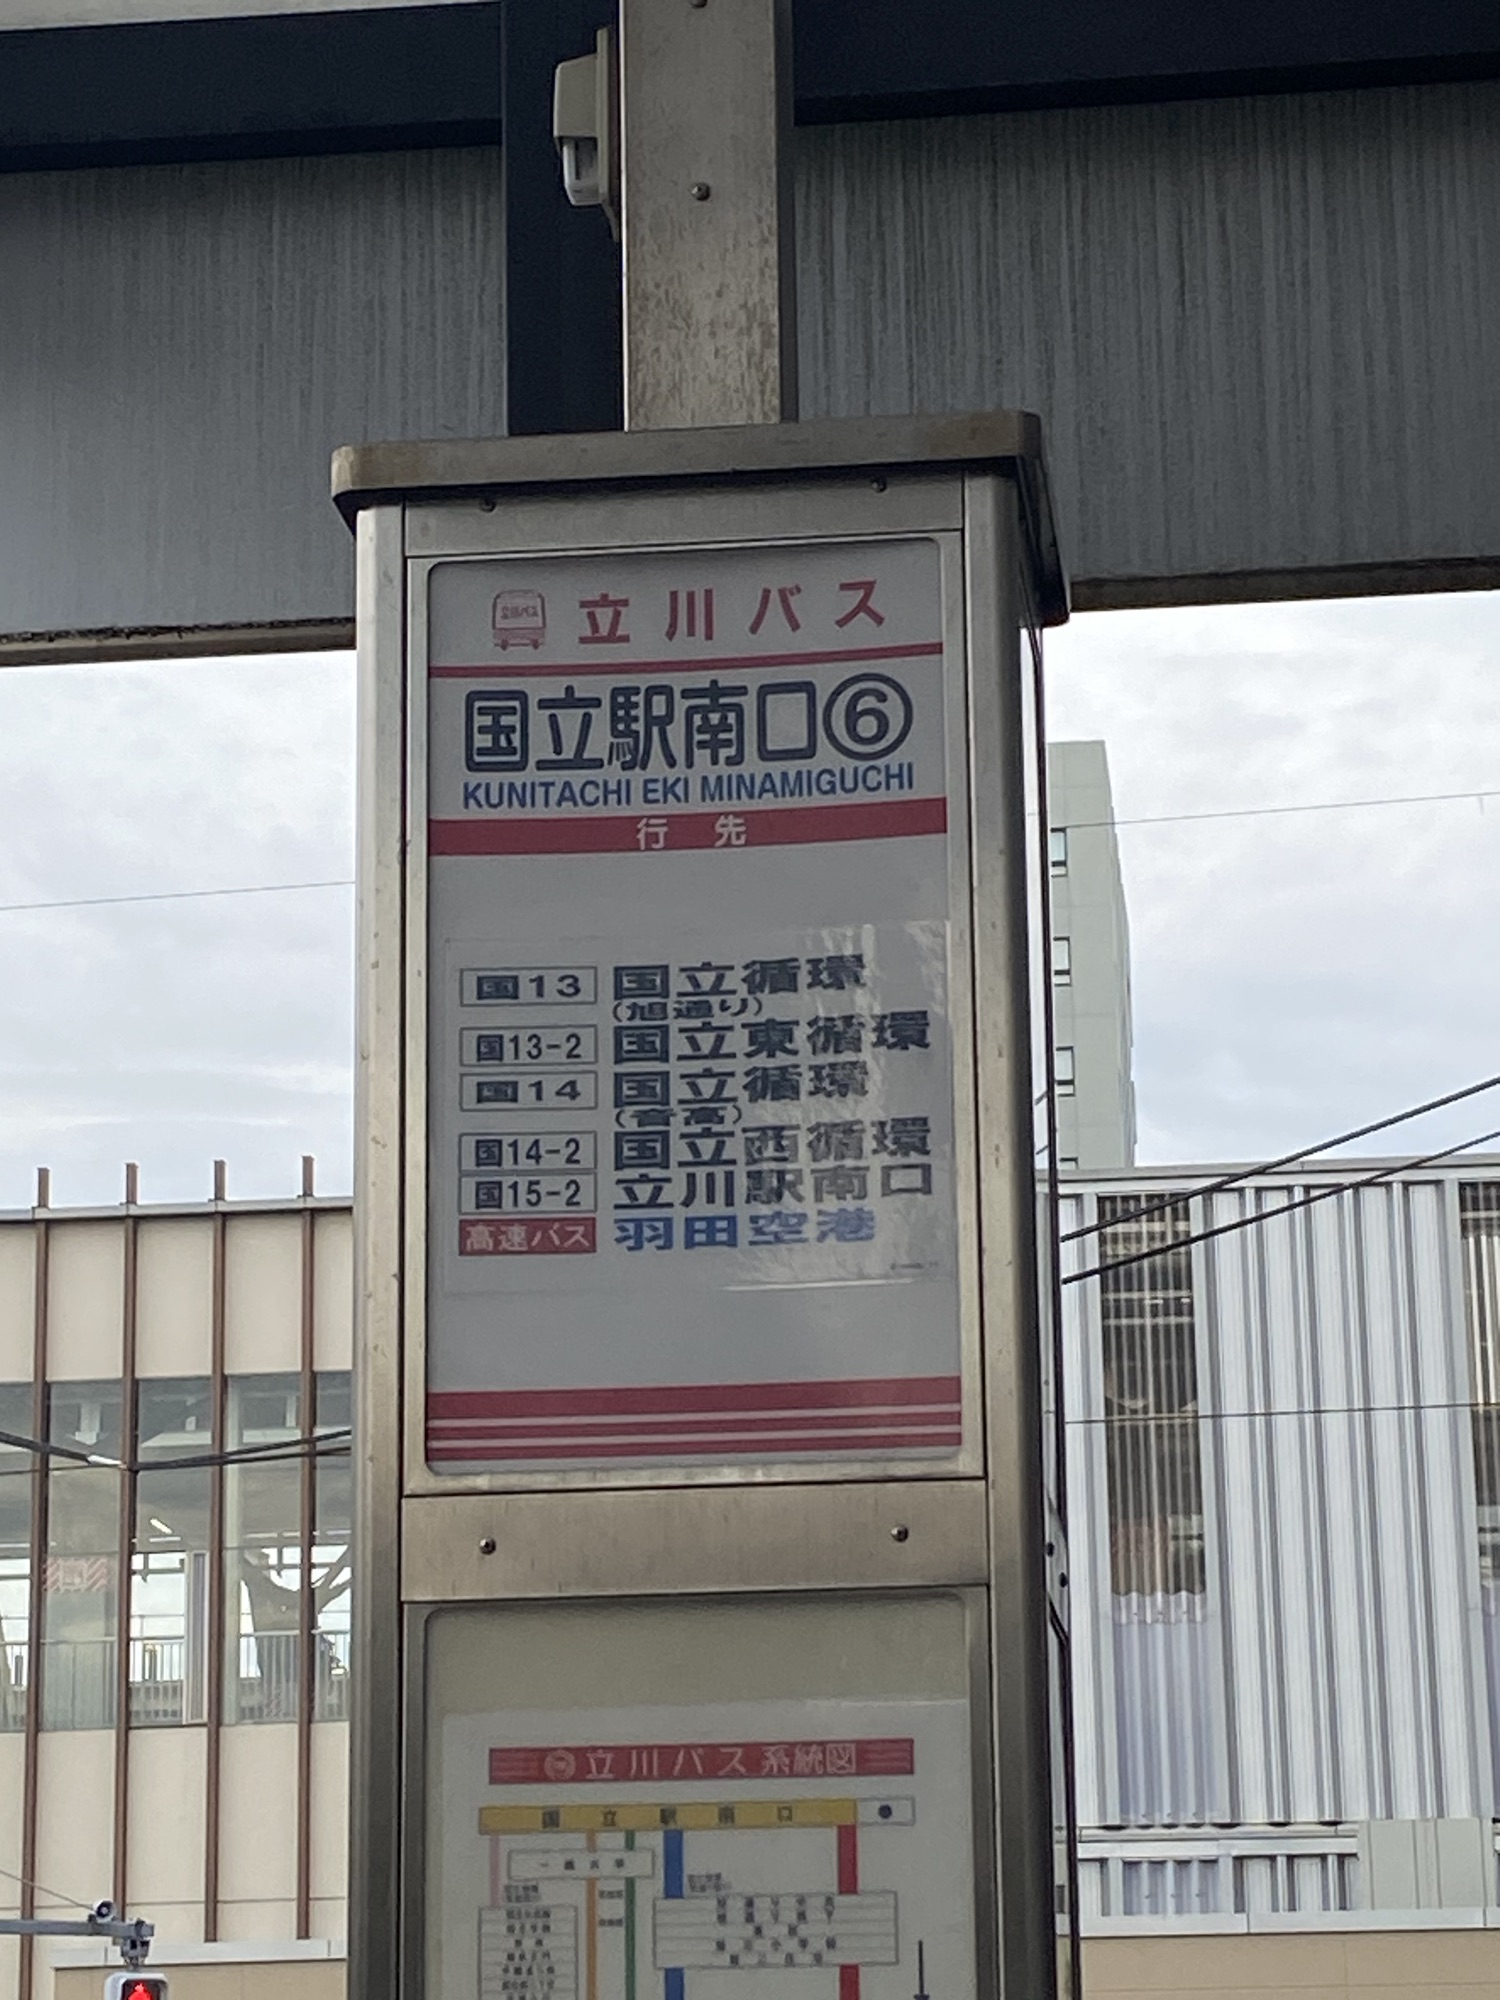 立川バス
立川バス
国立駅南口⑥
KUNITACHI EKI MINAMIGUCHI
行先
国13 国立循環
(旭通り)
国13-2 国立東循環
国14 国立循環
(音高)
国14-2 国立西循環
国15-2 立川駅南口
高速バス 羽田空港
立川バス系統図
国立駅南口